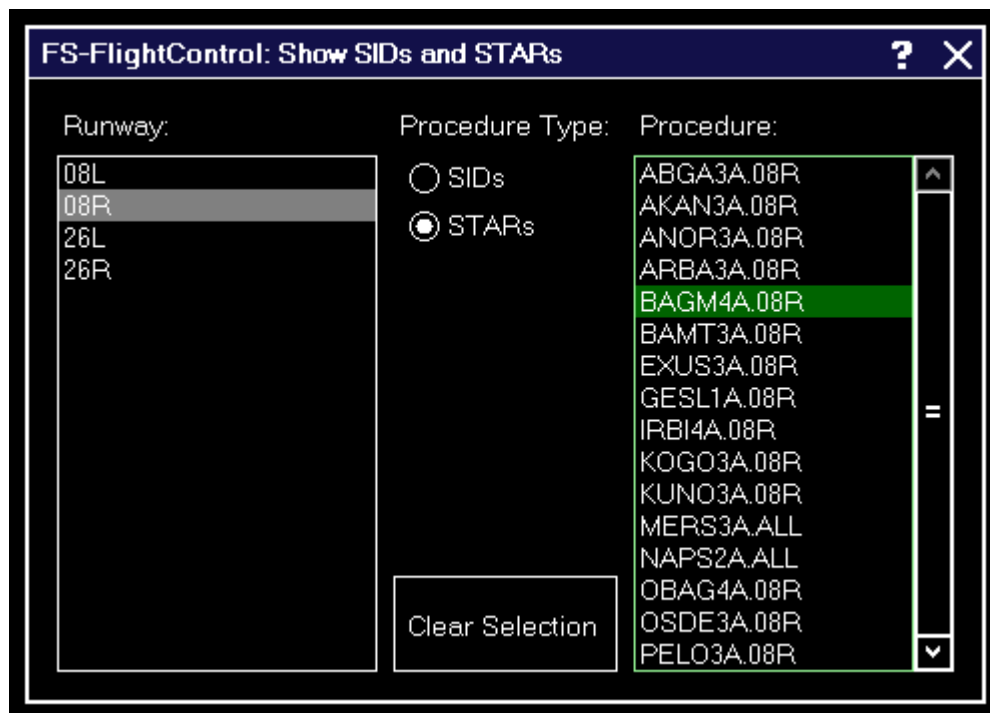 FS-FlightControl: Show SIDs and STARs ? X
Runway:
08L
08R
26L
26R
Procedure Type:
SIDs
STARs
Clear Selection
Procedure:
ABGA3A.08R
AKAN3A.08R
ANOR3A.08R
ARBA3A.08R
BAGM4A.08R
BAMT3A.08R
EXUS3A.08R
GESL1A.08R
IRBI4A.08R
KOGO3A.08R
KUNO3A.08R
MERS3A.ALL
NAPS2A.ALL
OBAG4A.08R
OSDE3A.08R
PELO3A.08R